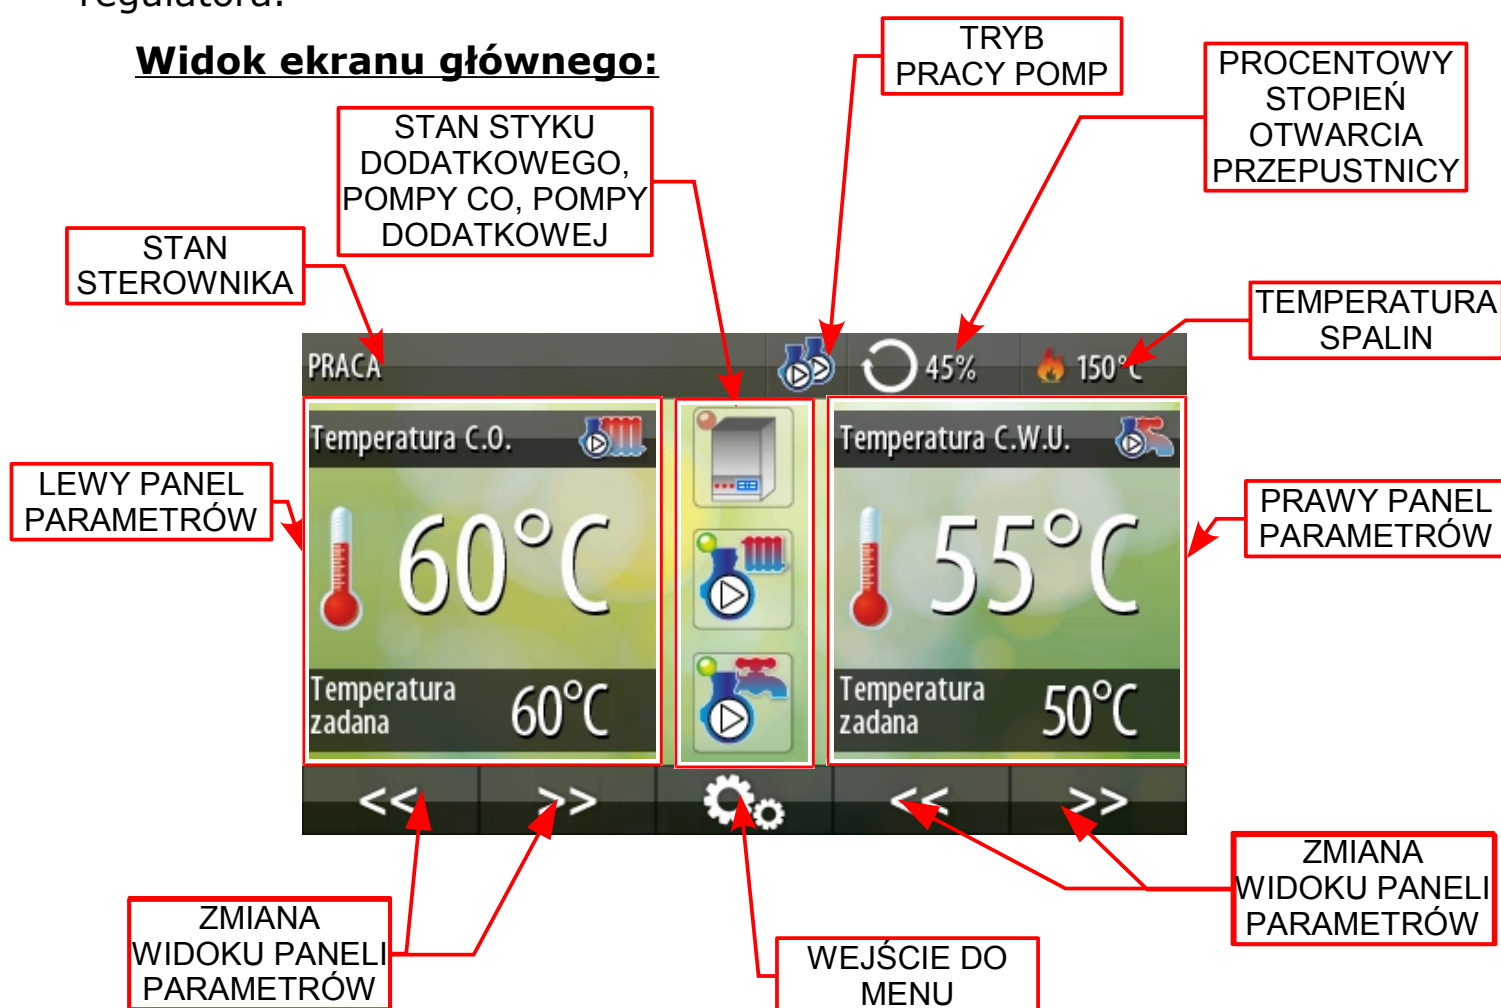 regulatora.
Widok ekranu głównego:
TRYB
PRACY POMP
PROCENTOWY
STOPIEŃ
OTWARCIA
PRZEPUSTNICY
STAN STYKU
DODATKOWEGO,
POMPY CO, POMPY
DODATKOWEJ
STAN
STEROWNIKA
TEMPERATURA
SPALIN
PRACA
45%
150°C
LEWY PANEL
PARAMETRÓW
Temperatura C.O.
60°C
Temperatura
zadana
60°C
Temperatura C.W.U.
55°C
Temperatura
zadana
50°C
PRAWY PANEL
PARAMETRÓW
<< >> << >>
ZMIANA
WIDOKU PANELI
PARAMETRÓW
WEJŚCIE DO
MENU
ZMIANA
WIDOKU PANELI
PARAMETRÓW